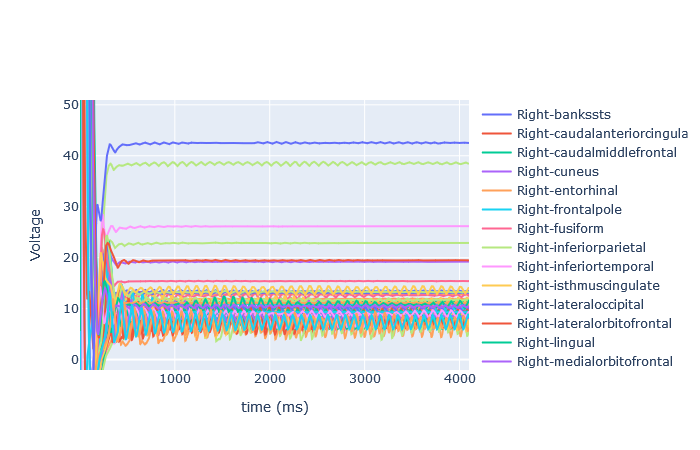 50
40
30
20
10
0
Voltage
1000
2000
3000
4000
time (ms)
Right-bankssts
Right-caudalanteriorcingula
Right-caudalmiddlefrontal
Right-cuneus
Right-entorhinal
Right-frontalpole
Right-fusiform
Right-inferiorparietal
Right-inferiortemporal
Right-isthmuscingulate
Right-lateraloccipital
Right-lateralorbitofrontal
Right-lingual
Right-medialorbitofrontal